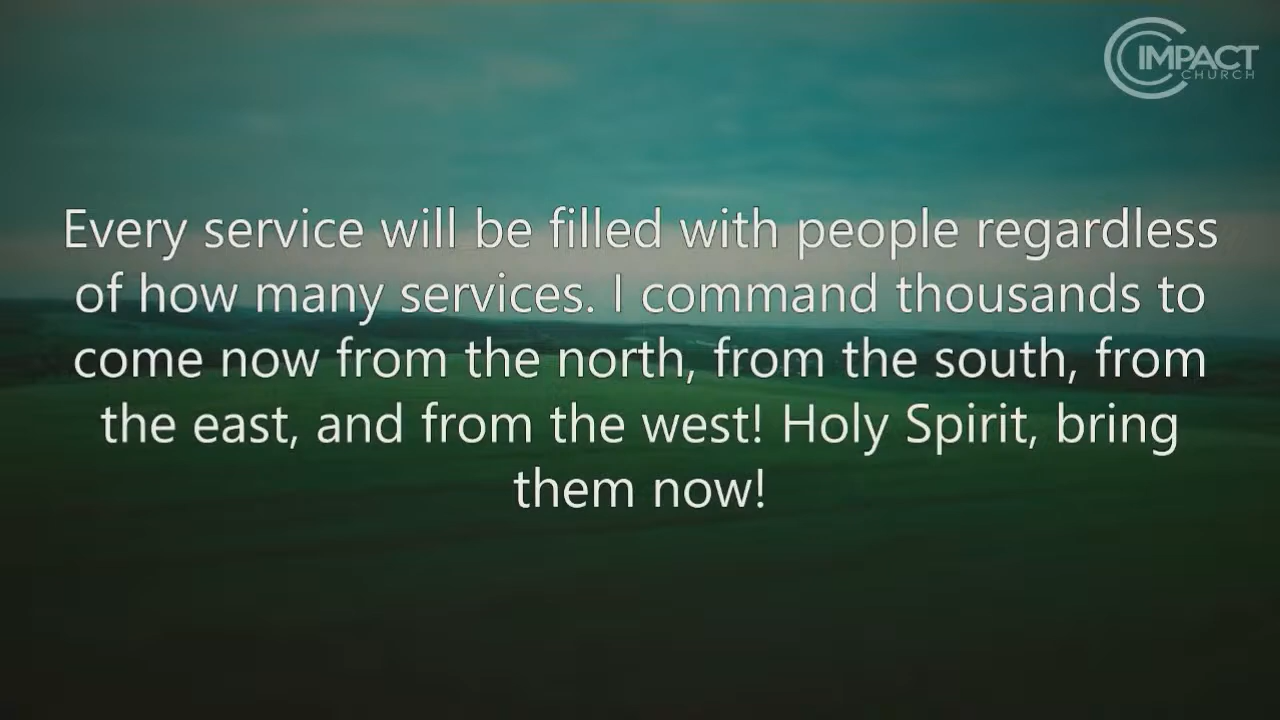 IMPACT
CHURCH
Every service will be filled with people regardless
of how many services. I command thousands to
come now from the north, from the south, from
the east, and from the west! Holy Spirit, bring
them now!